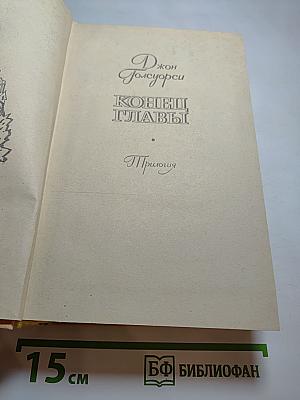 Джон
Голсуорси
КОНЕЦ
ГЛАВЫ
Трилогия
15 см
БФ БИБЛИОФАН